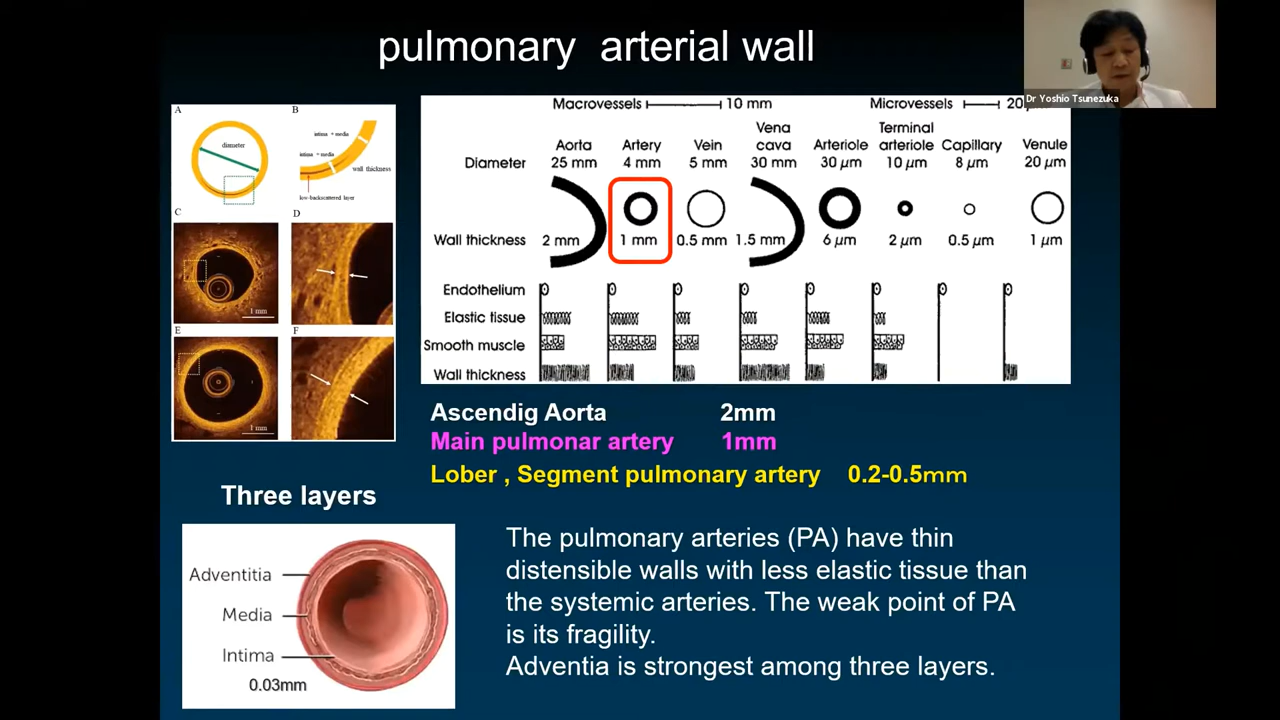 pulmonary arterial wall
Dr Yoshio Tsunezuka
A
B
diameter
intima + media
intima + media
wall thickness
low-backscattered layer
C
D
1 mm
E
F
1 mm
Macrovessels 10 mm
Microvessels 20
Aorta Artery Vein Vena cava Arteriole Terminal arteriole Capillary Venule
Diameter 25 mm 4 mm 5 mm 30 mm 30 µm 10 µm 8 µm 20 µm
Wall thickness 2 mm 1 mm 0.5 mm 1.5 mm 6 µm 2 µm 0.5 µm 1 µm
Endothelium
Elastic tissue
Smooth muscle
Wall thickness
Ascendig Aorta 2mm
Main pulmonar artery 1mm
Lober , Segment pulmonary artery 0.2-0.5mm
Three layers
Adventitia
Media
Intima
0.03mm
The pulmonary arteries (PA) have thin
distensible walls with less elastic tissue than
the systemic arteries. The weak point of PA
is its fragility.
Adventia is strongest among three layers.